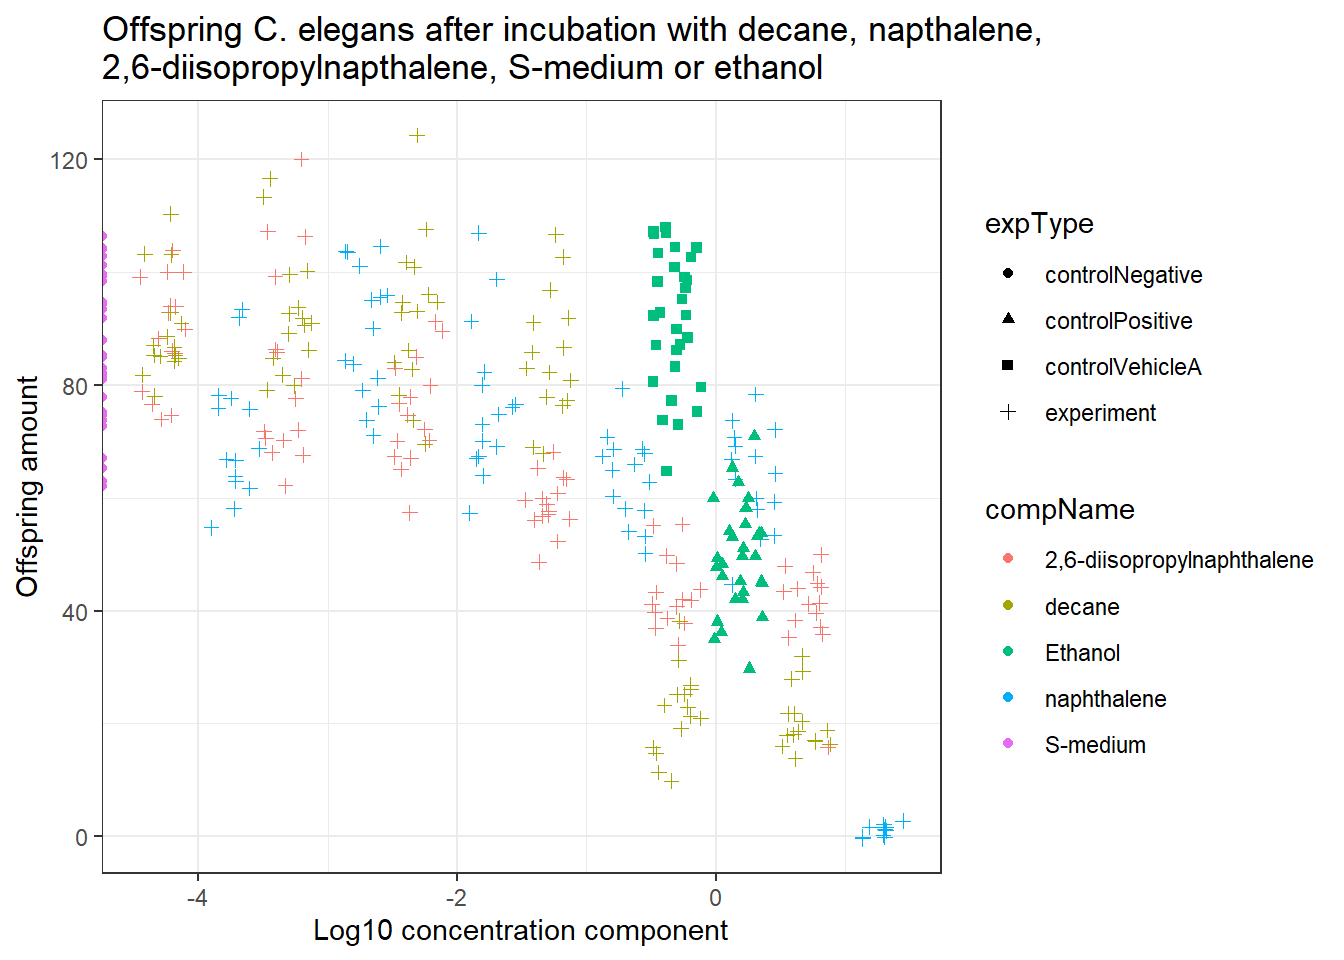 Offspring C. elegans after incubation with decane, napthalene,
2,6-diisopropylnapthalene, S-medium or ethanol
Offspring amount
120
80
40
0
-4
-2
0
Log10 concentration component
expType
controlNegative
controlPositive
controlVehicleA
experiment
compName
2,6-diisopropylnaphthalene
decane
Ethanol
naphthalene
S-medium